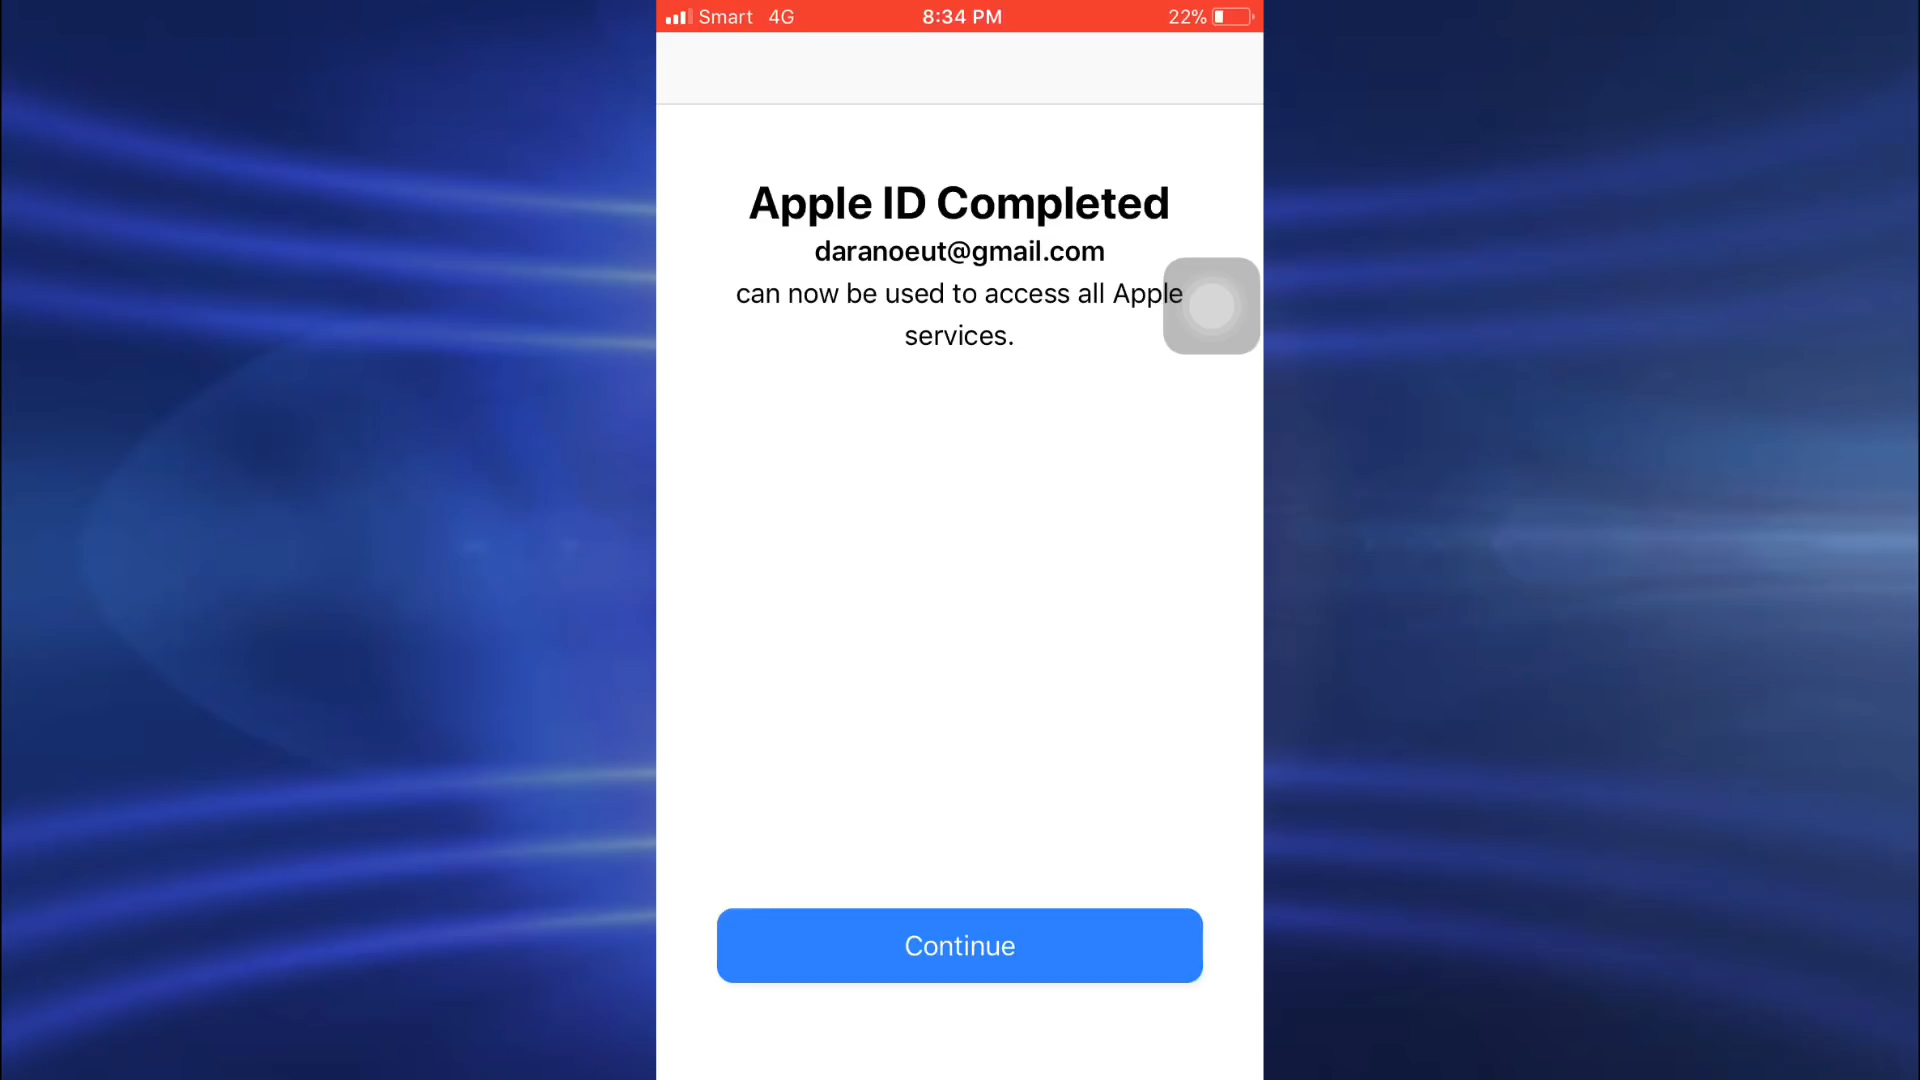 Smart 4G 8:34 PM 22%
Apple ID Completed
daranoeut@gmail.com
can now be used to access all Apple
services.
Continue